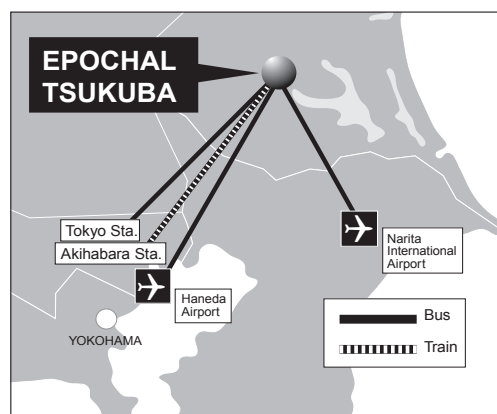 EPOCHAL
TSUKUBA
Tokyo Sta.
Akihabara Sta.
Haneda
Airport
Narita
International
Airport
YOKOHAMA
Bus
Train